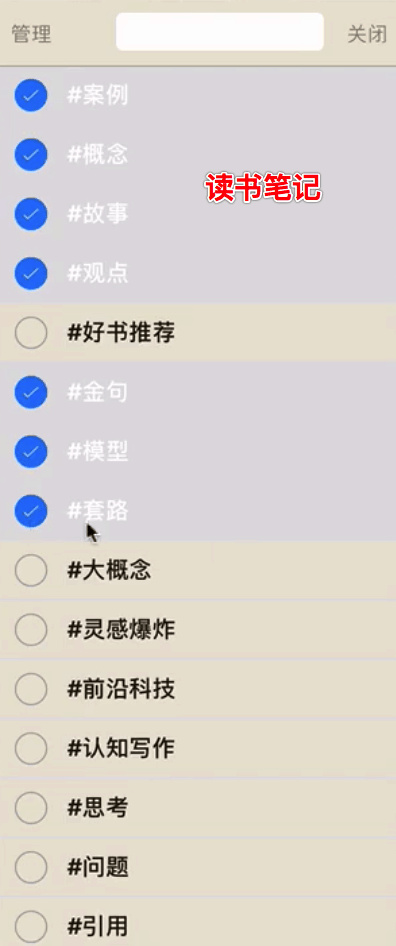 管理 关闭
#案例
#概念
读书笔记
#故事
#观点
#好书推荐
#金句
#模型
#套路
#大概念
#灵感爆炸
#前沿科技
#认知写作
#思考
#问题
#引用